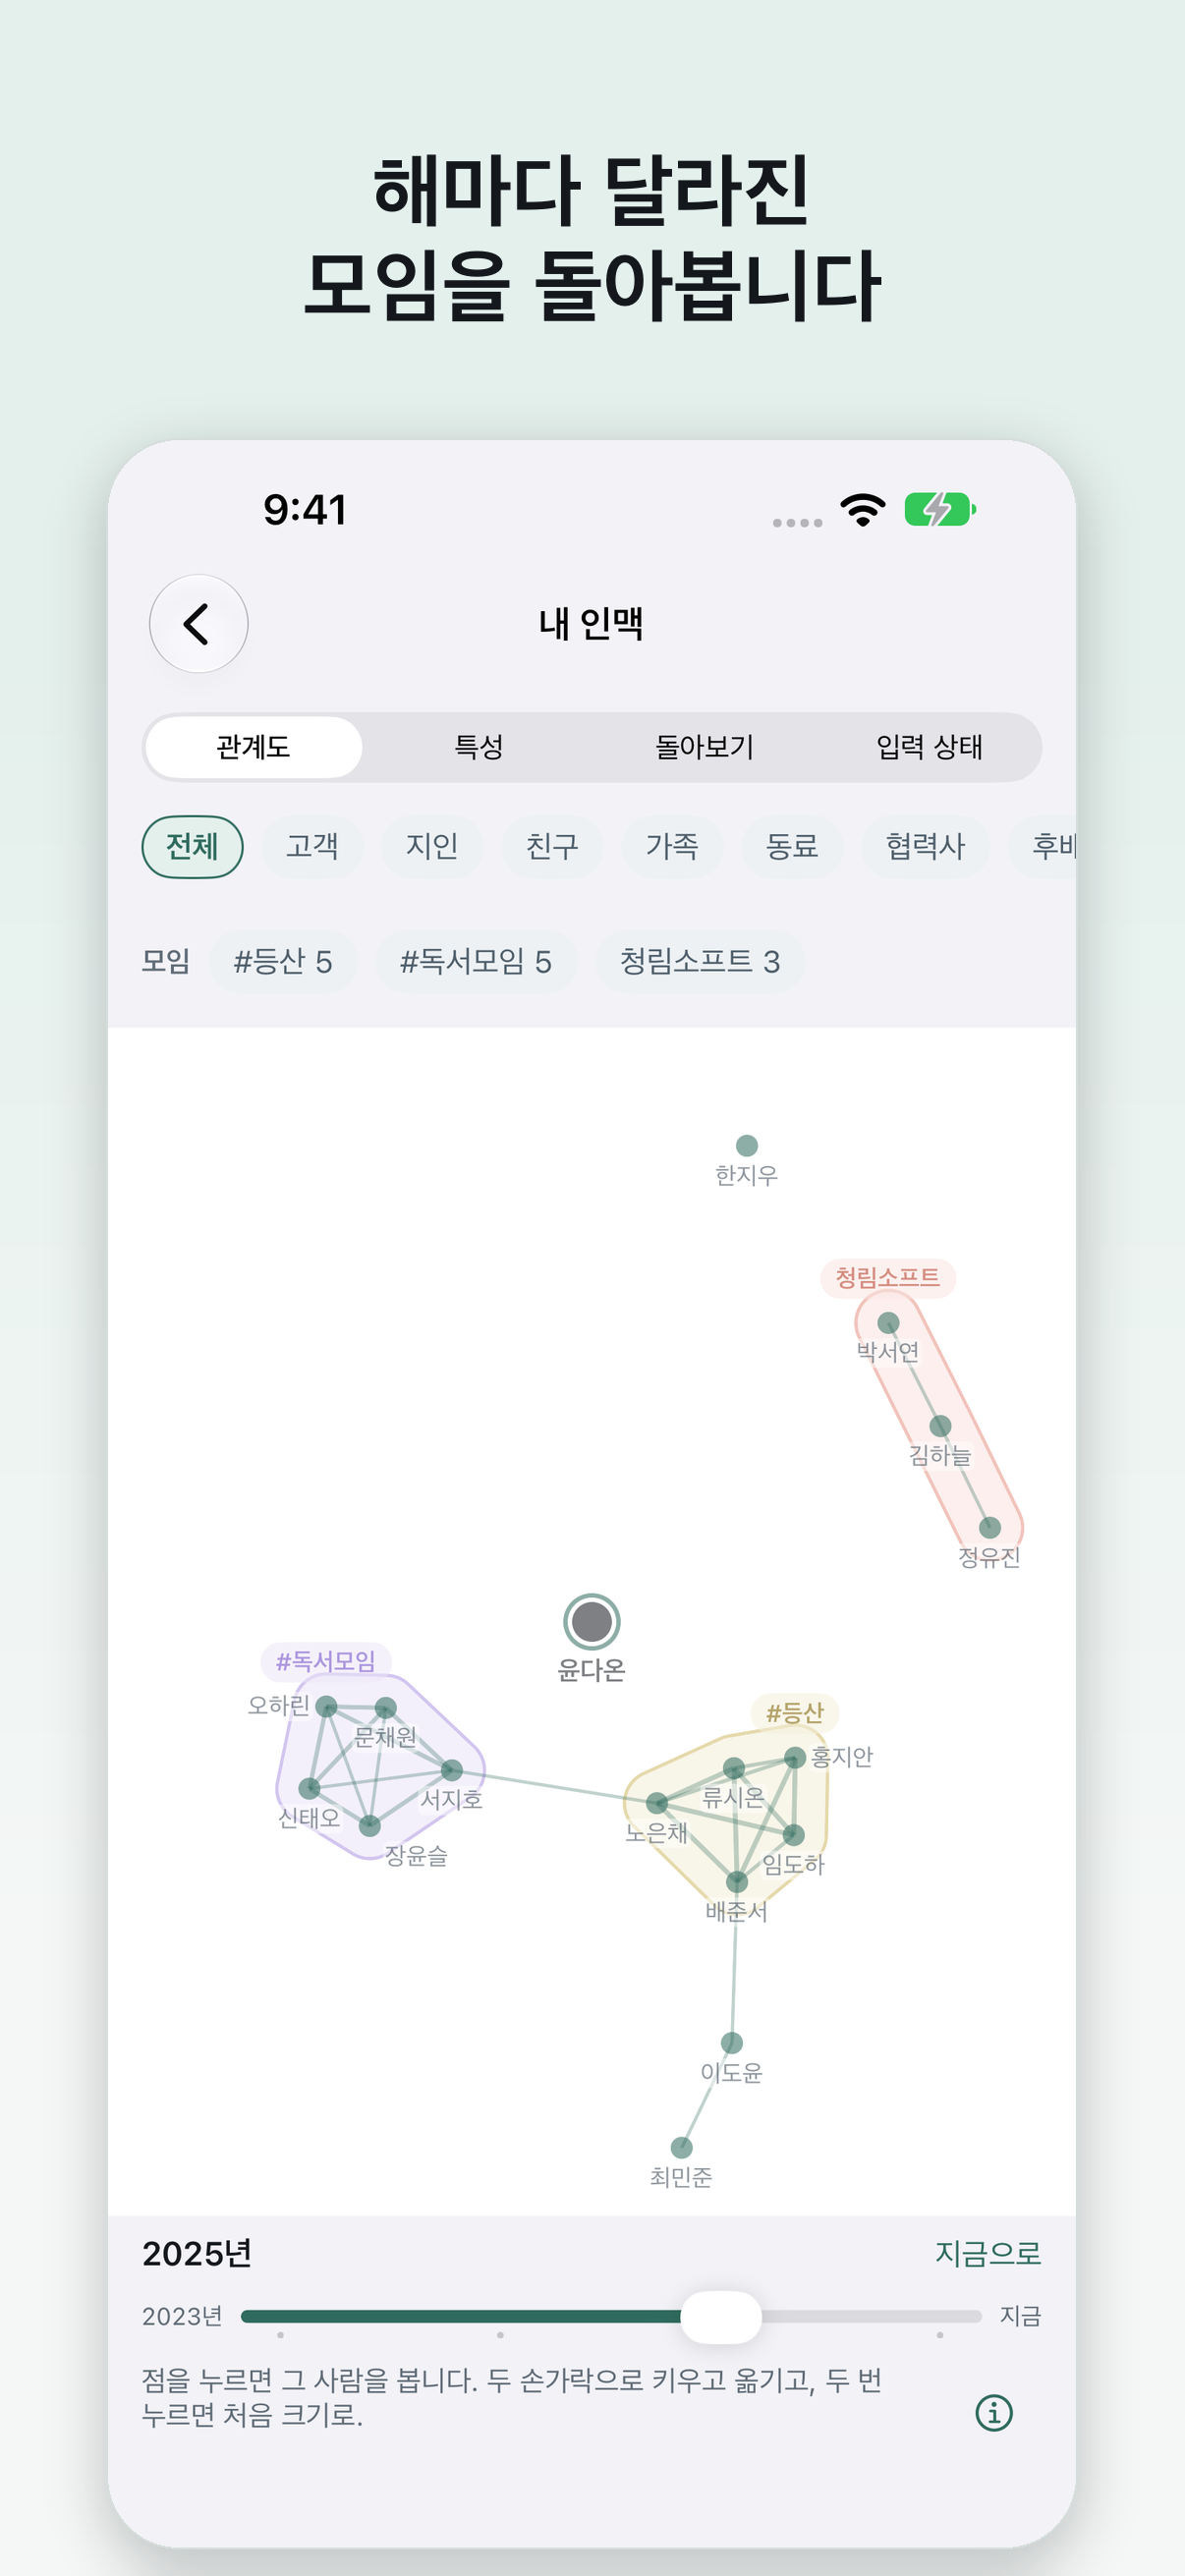 해마다 달라진
모임을 돌아봅니다
9:41
내 인맥
관계도 특성 돌아보기 입력 상태
전체 고객 지인 친구 가족 동료 협력사
모임 #등산 5 #독서모임 5 청림소프트 3
한지우
청림소프트
박서연
김하늘
정유진
윤다온
#독서모임
오하린
문채원
서지호
신태오
장윤슬
#등산
홍지안
류시온
노은채
임도하
배준서
이도윤
최민준
2025년 지금으로
2023년 지금
점을 누르면 그 사람을 봅니다. 두 손가락으로 키우고 옮기고, 두 번
누르면 처음 크기로.